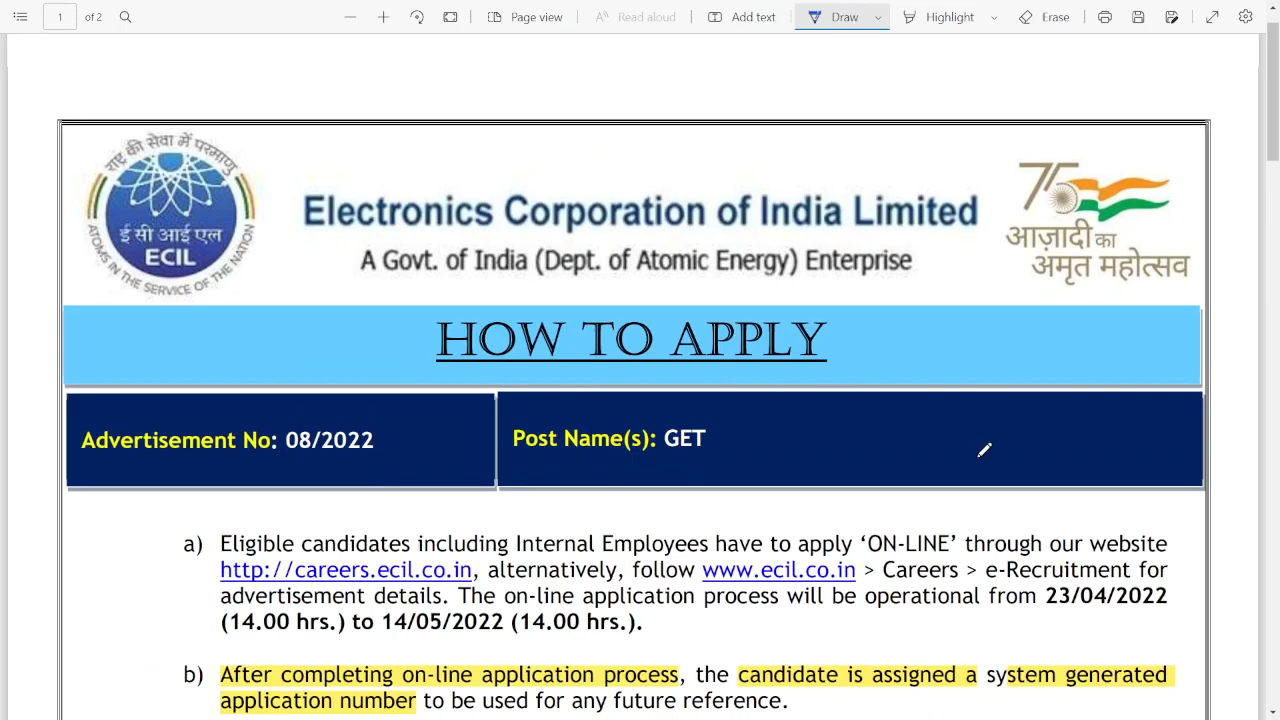 1 of 2 Page view Read aloud Add text Draw Highlight Erase
राष्ट्र की सेवा में परमाणु
ई सी आई एल
ECIL
ATOMS IN THE SERVICE OF THE NATION
Electronics Corporation of India Limited
A Govt. of India (Dept. of Atomic Energy) Enterprise
75
आज़ादी का
अमृत महोत्सव
HOW TO APPLY
Advertisement No: 08/2022
Post Name(s): GET
a) Eligible candidates including Internal Employees have to apply ‘ON-LINE’ through our website
http://careers.ecil.co.in, alternatively, follow www.ecil.co.in > Careers > e-Recruitment for
advertisement details. The on-line application process will be operational from 23/04/2022
(14.00 hrs.) to 14/05/2022 (14.00 hrs.).
b) After completing on-line application process, the candidate is assigned a system generated
application number to be used for any future reference.